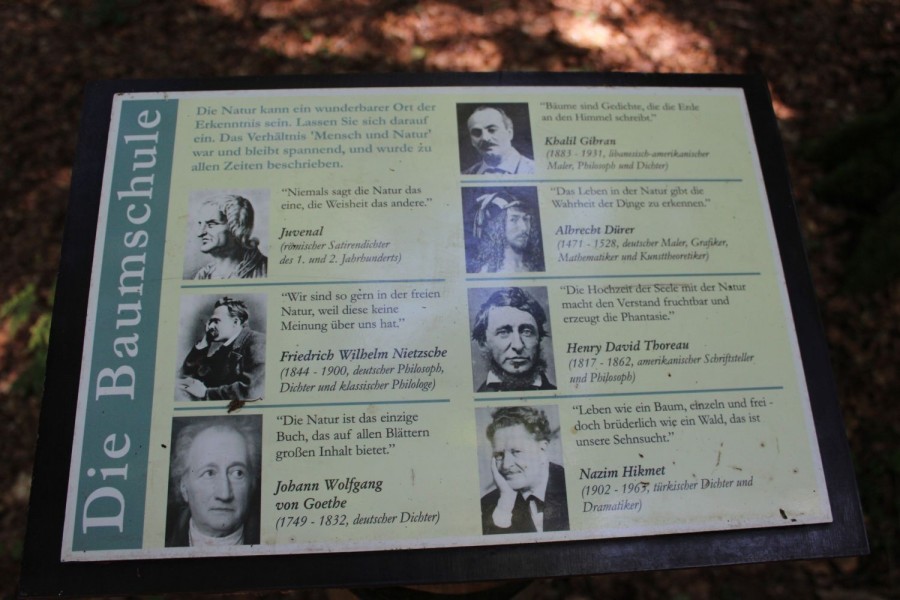 Die Baumschule
Die Natur kann ein wunderbarer Ort der
Erkenntnis sein. Lassen Sie sich darauf
ein. Das Verhältnis 'Mensch und Natur'
war und bleibt spannend, und wurde zu
allen Zeiten beschrieben.
"Niemals sagt die Natur das
eine, die Weisheit das andere."
Juvenal
(römischer Satirendichter
des 1. und 2. Jahrhunderts)
"Wir sind so gern in der freien
Natur, weil diese keine
Meinung über uns hat."
Friedrich Wilhelm Nietzsche
(1844 - 1900, deutscher Philosoph,
Dichter und klassischer Philologe)
"Die Natur ist das einzige
Buch, das auf allen Blättern
großen Inhalt bietet."
Johann Wolfgang
von Goethe
(1749 - 1832, deutscher Dichter)
"Bäume sind Gedichte, die die Erde
an den Himmel schreibt."
Khalil Gibran
(1883 - 1931, libanesisch-amerikanischer
Maler, Philosoph und Dichter)
"Das Leben in der Natur gibt die
Wahrheit der Dinge zu erkennen."
Albrecht Dürer
(1471 - 1528, deutscher Maler, Grafiker,
Mathematiker und Kunsttheoretiker)
"Die Hochzeit der Seele mit der Natur
macht den Verstand fruchtbar und
erzeugt die Phantasie."
Henry David Thoreau
(1817 - 1862, amerikanischer Schriftsteller
und Philosoph)
"Leben wie ein Baum, einzeln und frei -
doch brüderlich wie ein Wald, das ist
unsere Sehnsucht."
Nazim Hikmet
(1902 - 1963, türkischer Dichter und
Dramatiker)